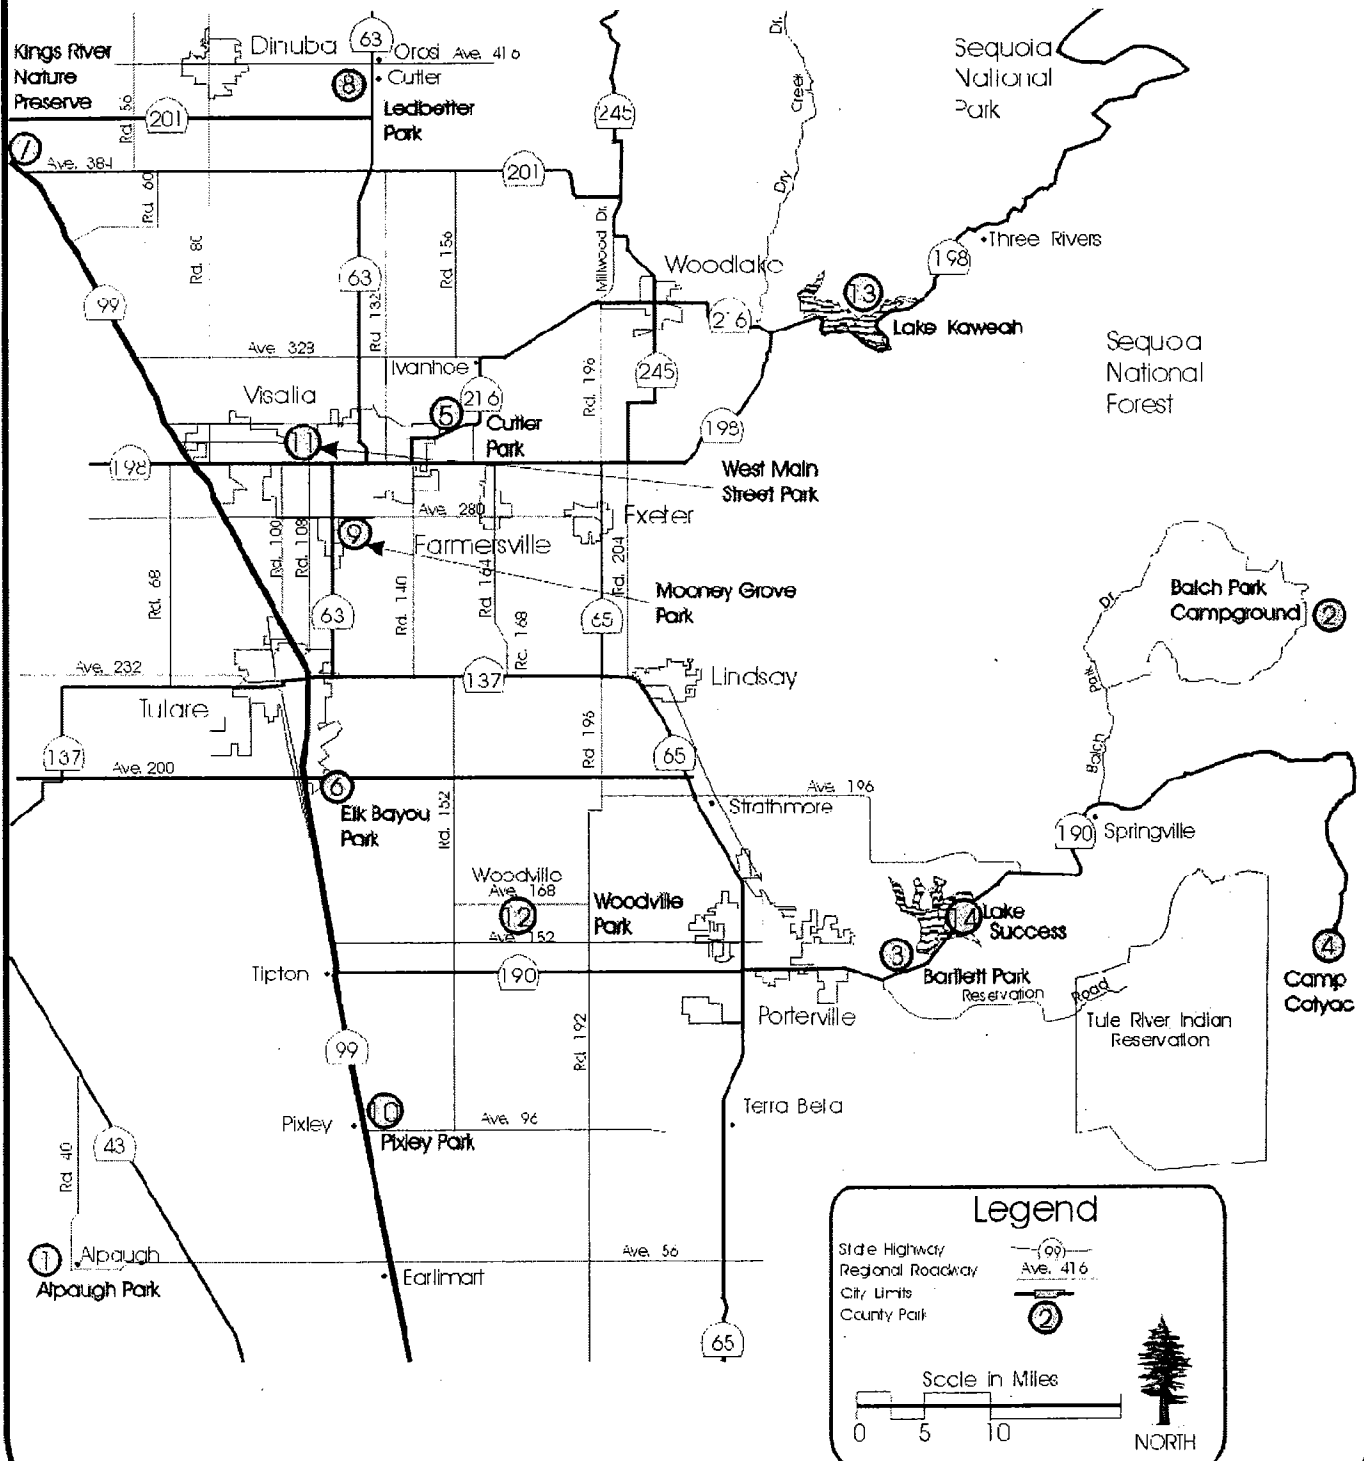 Kings River
Nature
Preserve
Dinuba
63
Orosi
Ave. 416
Cutler
8
Ledbetter
Park
Rd. 56
201
7
Ave. 384
201
245
Dr.
Creek
Dry
Sequoia
National
Park
Rd. 60
Rd. 80
Rd. 156
Millwood Dr.
Three Rivers
198
63
Rd. 132
99
Woodlake
13
Lake Kaweah
216
Ave. 328
Ivanhoe
Rd. 196
245
Sequoia
National
Forest
Visalia
216
5
Cutler
Park
11
198
198
West Main
Street Park
Ave. 280
Exeter
9
Farmersville
Rd. 68
Rd. 100
Rd. 108
Rd. 140
Rd. 164
Rd. 168
Rd. 204
Mooney Grove
Park
63
65
Balch Park
Campground
2
Dr.
Park
Balch
Ave. 232
137
Lindsay
Tulare
137
Ave. 200
Rd. 196
65
6
Elk Bayou
Park
Rd. 152
Ave. 196
Strathmore
190
Springville
Woodville
Ave. 168
12
Woodville
Park
Ave. 152
14
Lake
Success
3
Bartlett Park
4
Camp
Cotyac
Tipton
190
Reservation
Road
Porterville
Tule River Indian
Reservation
Rd. 192
99
10
Pixley
Pixley Park
Ave. 96
Terra Bella
43
Rd. 40
1
Alpaugh
Alpaugh Park
Ave. 56
Earlimart
65
Legend
State Highway
99
Regional Roadway
Ave. 416
City Limits
County Park
2
Scale in Miles
0 5 10
NORTH